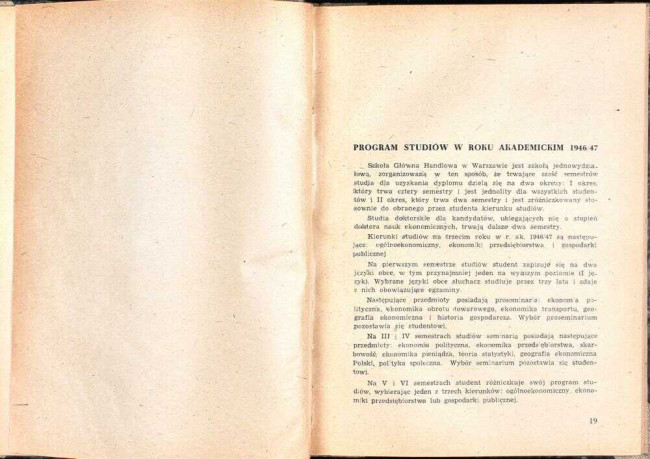 PROGRAM STUDIÓW W ROKU AKADEMICKIM 1946/47
Szkoła Główna Handlowa w Warszawie jest szkołą jednowydzia-
łową, zorganizowaną w ten sposób, że trwające sześć semestrów
studia dla uzyskania dyplomu dzielą się na dwa okresy: I okres,
który trwa cztery semestry i jest jednolity dla wszystkich studen-
tów i II okres, który trwa dwa semestry i jest zróżniczkowany sto-
sownie do obranego przez studenta kierunku studiów.
Studia doktorskie dla kandydatów, ubiegających się o stopień
doktora nauk ekonomicznych, trwają dalsze dwa semestry.
Kierunki studiów na trzecim roku w r. ak. 1946/47 są następu-
jące: ogólnoekonomiczny, ekonomiki przedsiębiorstwa i gospodarki
publicznej.
Na pierwszym semestrze studiów student zapisuje się na dwa
języki obce, w tym przynajmniej jeden na wyższym poziomie (I ję-
zyk). Wybrane języki obce słuchacz studiuje przez trzy lata i zdaje
z nich obowiązujące egzaminy.
Następujące przedmioty posiadają proseminaria: ekonomia po-
lityczna, ekonomika obrotu towarowego, ekonomika transportu, geo-
grafia ekonomiczna i historia gospodarcza. Wybór proseminarium
pozostawia się studentowi.
Na III i IV semestrach studiów seminaria posiadają następujące
przedmioty: ekonomia polityczna, ekonomika przedsiębiorstwa, skar-
bowość, ekonomika pieniądza, teoria statystyki, geografia ekonomiczna
Polski, polityka społeczna. Wybór seminarium pozostawia się studen-
towi.
Na V i VI semestrach student różniczkuje swój program stu-
diów, wybierając jeden z trzech kierunków: ogólnoekonomiczny, ekono-
miki przedsiębiorstwa lub gospodarki publicznej.
19